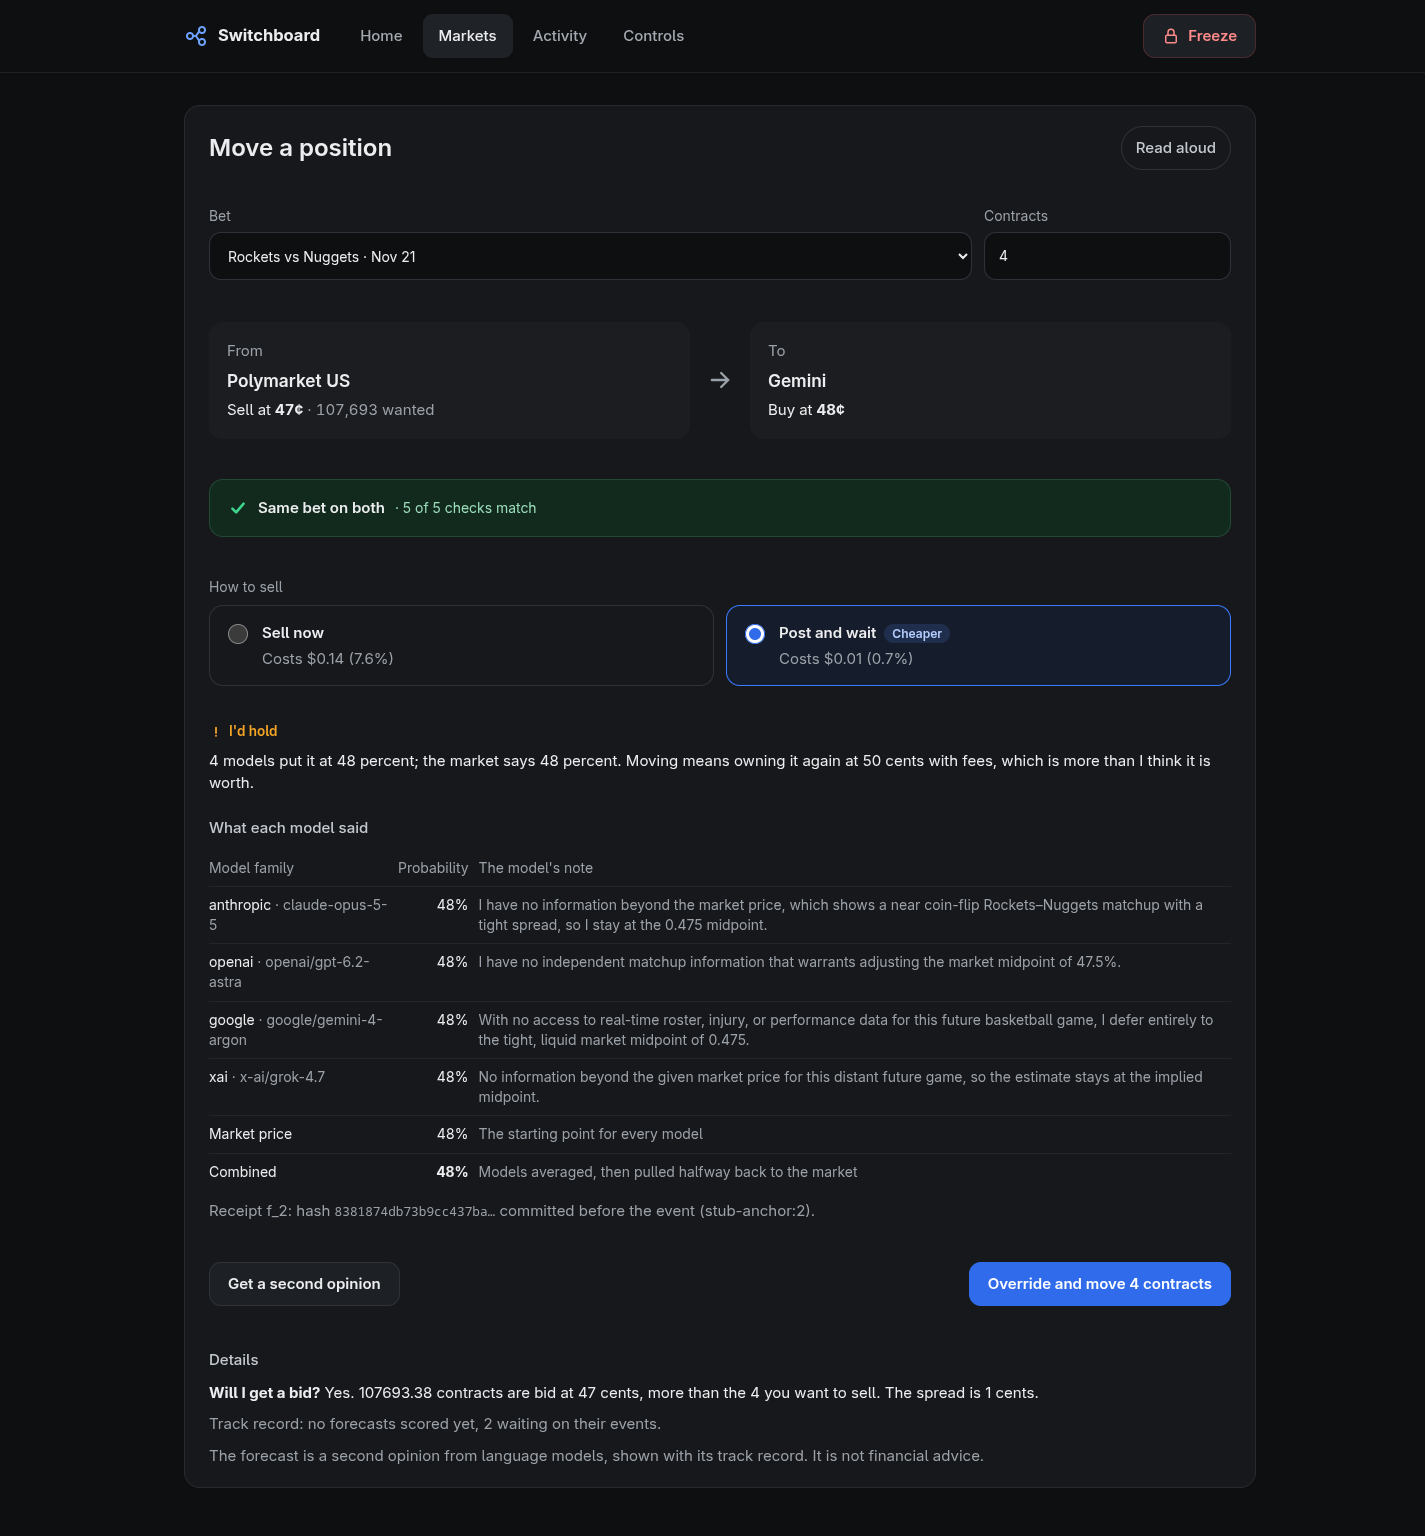 Switchboard
Home
Markets
Activity
Controls
Freeze
Move a position
Read aloud
Bet
Contracts
Rockets vs Nuggets · Nov 21
4
From
Polymarket US
Sell at 47¢ · 107,693 wanted
To
Gemini
Buy at 48¢
Same bet on both · 5 of 5 checks match
How to sell
Sell now
Costs $0.14 (7.6%)
Post and wait Cheaper
Costs $0.01 (0.7%)
! I'd hold
4 models put it at 48 percent; the market says 48 percent. Moving means owning it again at 50 cents with fees, which is more than I think it is
worth.
What each model said
Model family Probability The model's note
anthropic · claude-opus-5-
5
48%
I have no information beyond the market price, which shows a near coin-flip Rockets–Nuggets matchup with a
tight spread, so I stay at the 0.475 midpoint.
openai · openai/gpt-6.2-
astra
48%
I have no independent matchup information that warrants adjusting the market midpoint of 47.5%.
google · google/gemini-4-
argon
48%
With no access to real-time roster, injury, or performance data for this future basketball game, I defer entirely to
the tight, liquid market midpoint of 0.475.
xai · x-ai/grok-4.7
48%
No information beyond the given market price for this distant future game, so the estimate stays at the implied
midpoint.
Market price 48% The starting point for every model
Combined 48% Models averaged, then pulled halfway back to the market
Receipt f_2: hash 8381874db73b9cc437ba… committed before the event (stub-anchor:2).
Get a second opinion
Override and move 4 contracts
Details
Will I get a bid? Yes. 107693.38 contracts are bid at 47 cents, more than the 4 you want to sell. The spread is 1 cents.
Track record: no forecasts scored yet, 2 waiting on their events.
The forecast is a second opinion from language models, shown with its track record. It is not financial advice.